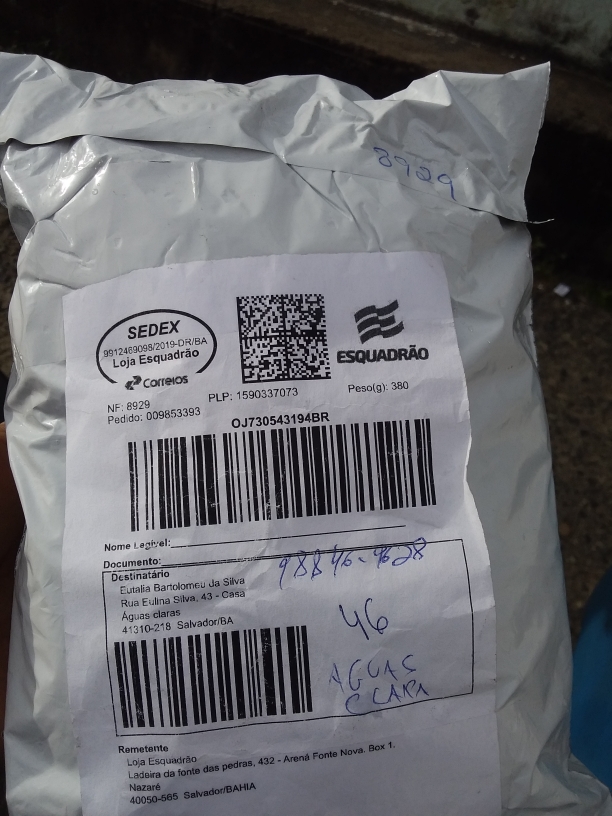 8929
SEDEX
9912469098/2019-DR/BA
Loja Esquadrão
Correios
ESQUADRÃO
NF: 8929
PLP: 1590337073
Peso(g): 380
Pedido: 009853393
OJ730543194BR
Nome Legível:
Documento:
98846-4628
Destinatário
Eutalia Bartolomeu da Silva
Rua Eulina Silva, 43 - Casa
Águas claras
41310-218 Salvador/BA
46
AGUAS
CLARA
Remetente
Loja Esquadrão
Ladeira da fonte das pedras, 432 - Arena Fonte Nova. Box 1.
Nazaré
40050-565 Salvador/BAHIA